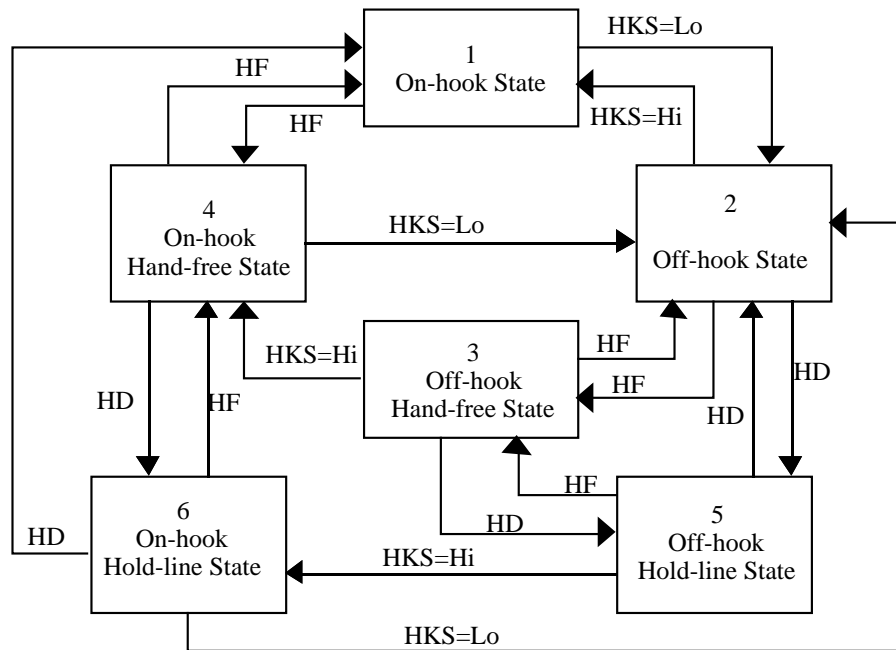 1
On-hook State
HKS=Lo
HF
HF
HKS=Hi
4
On-hook
Hand-free State
HKS=Lo
2
Off-hook State
HKS=Hi
3
Off-hook
Hand-free State
HF
HF
HD
HD
HF
HD
HF
HD
6
On-hook
Hold-line State
HD
HKS=Hi
5
Off-hook
Hold-line State
HKS=Lo